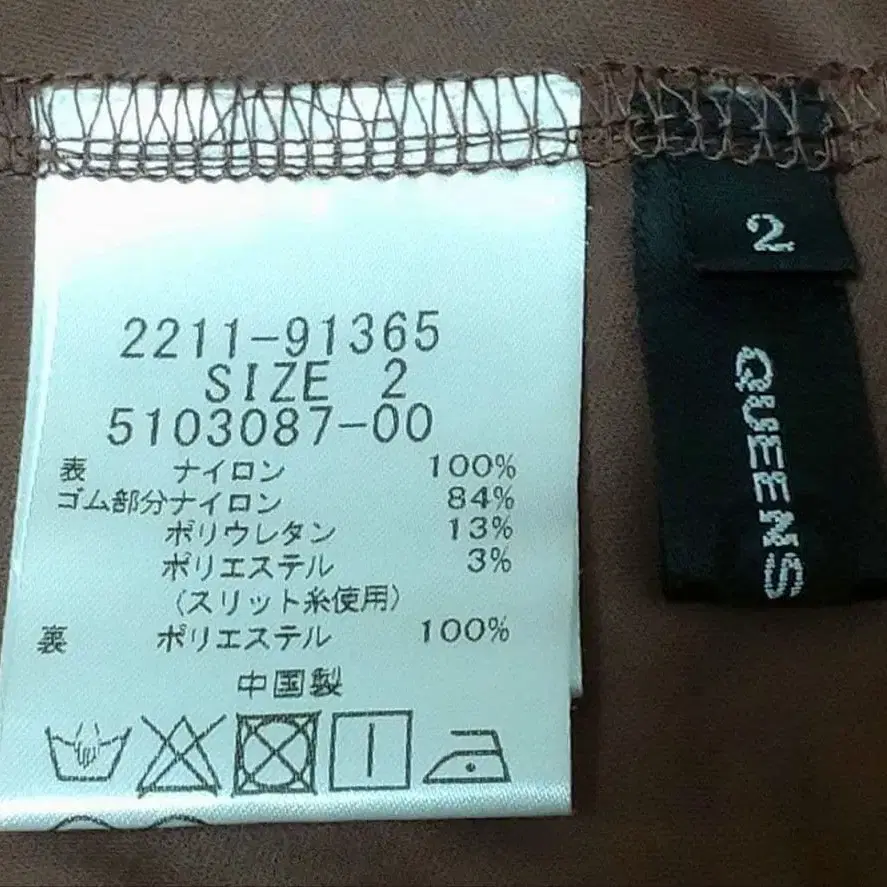 2211-91365
SIZE 2
5103087-00
表 ナイロン 100%
ゴム部分ナイロン 84%
ポリウレタン 13%
ポリエステル 3%
(スリット糸使用)
裏 ポリエステル 100%
中国製
2
QUEENS